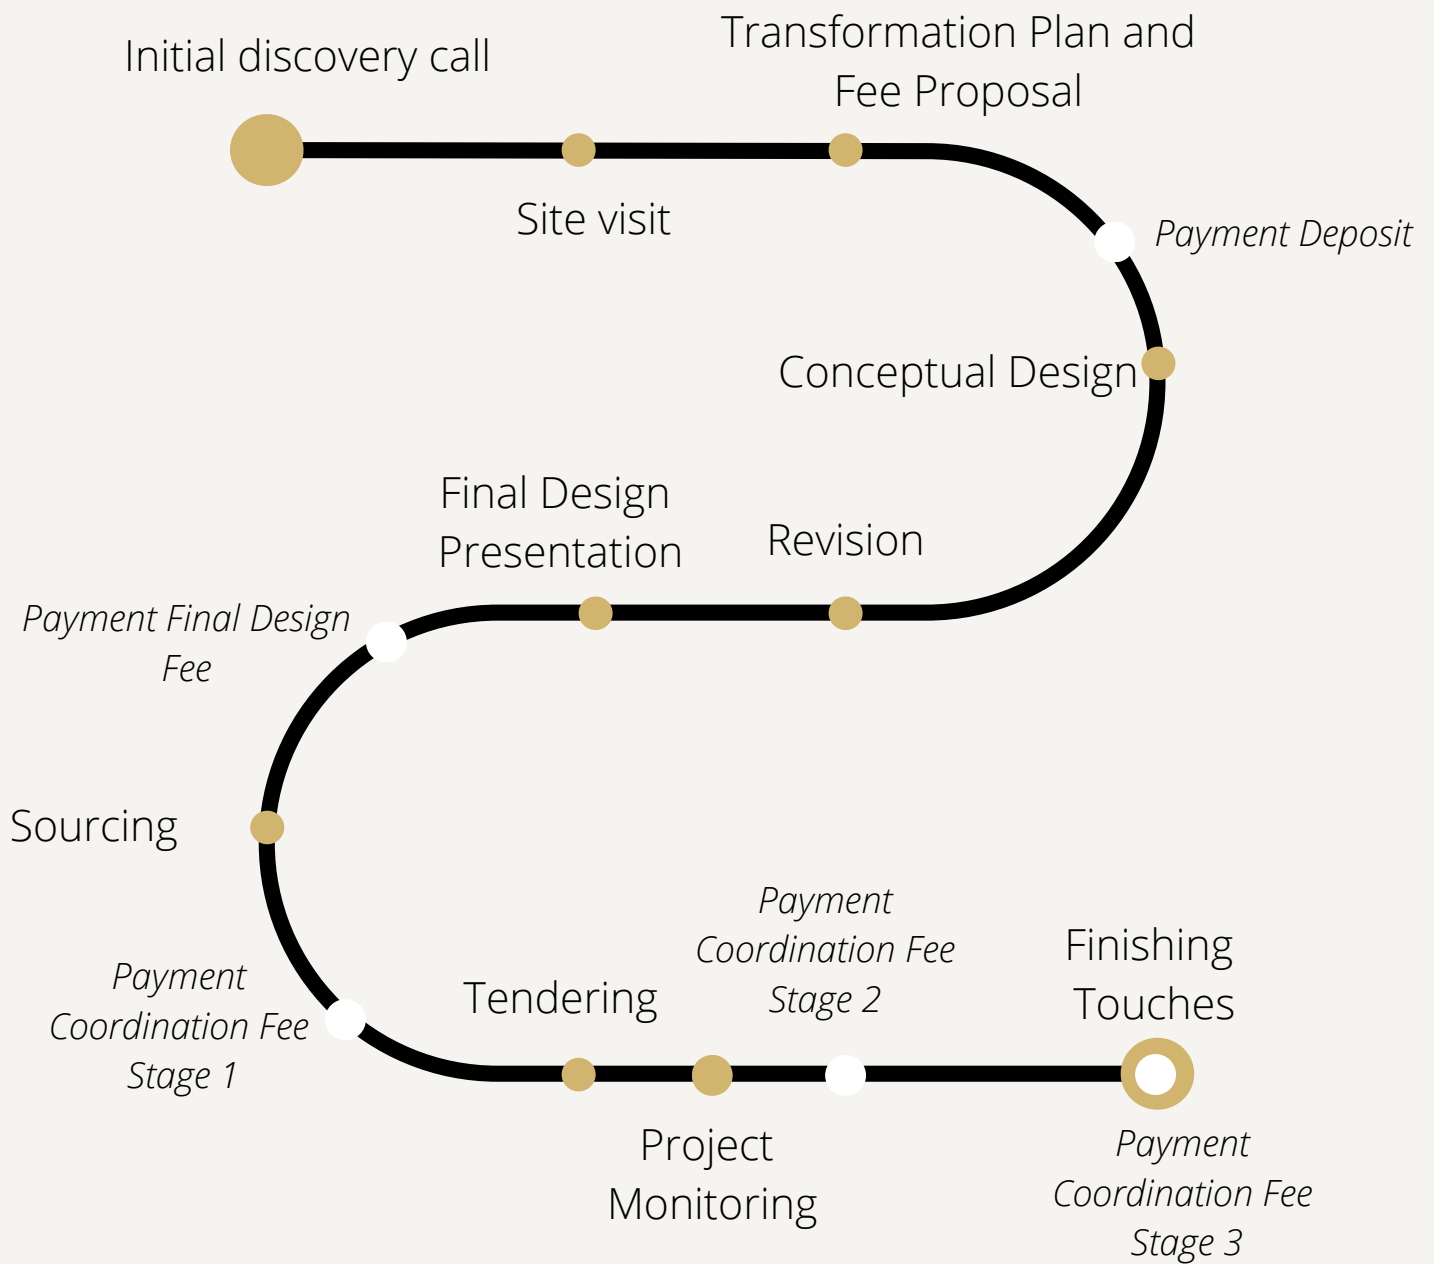 Initial discovery call
Site visit
Transformation Plan and
Fee Proposal
Payment Deposit
Conceptual Design
Revision
Final Design
Presentation
Payment Final Design
Fee
Sourcing
Payment
Coordination Fee
Stage 1
Tendering
Project
Monitoring
Payment
Coordination Fee
Stage 2
Finishing
Touches
Payment
Coordination Fee
Stage 3